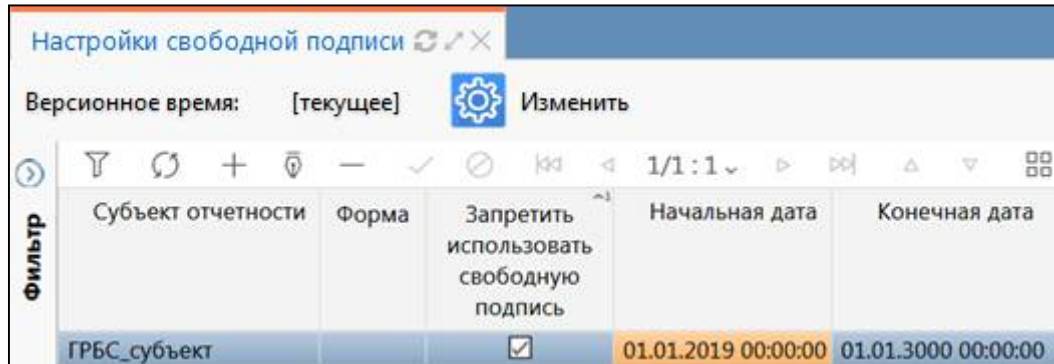 Настройки свободной подписи
Версионное время: [текущее] Изменить
1/1 : 1
Фильтр
Субъект отчетности Форма Запретить использовать свободную подпись Начальная дата Конечная дата
ГРБС_субъект 01.01.2019 00:00:00 01.01.3000 00:00:00